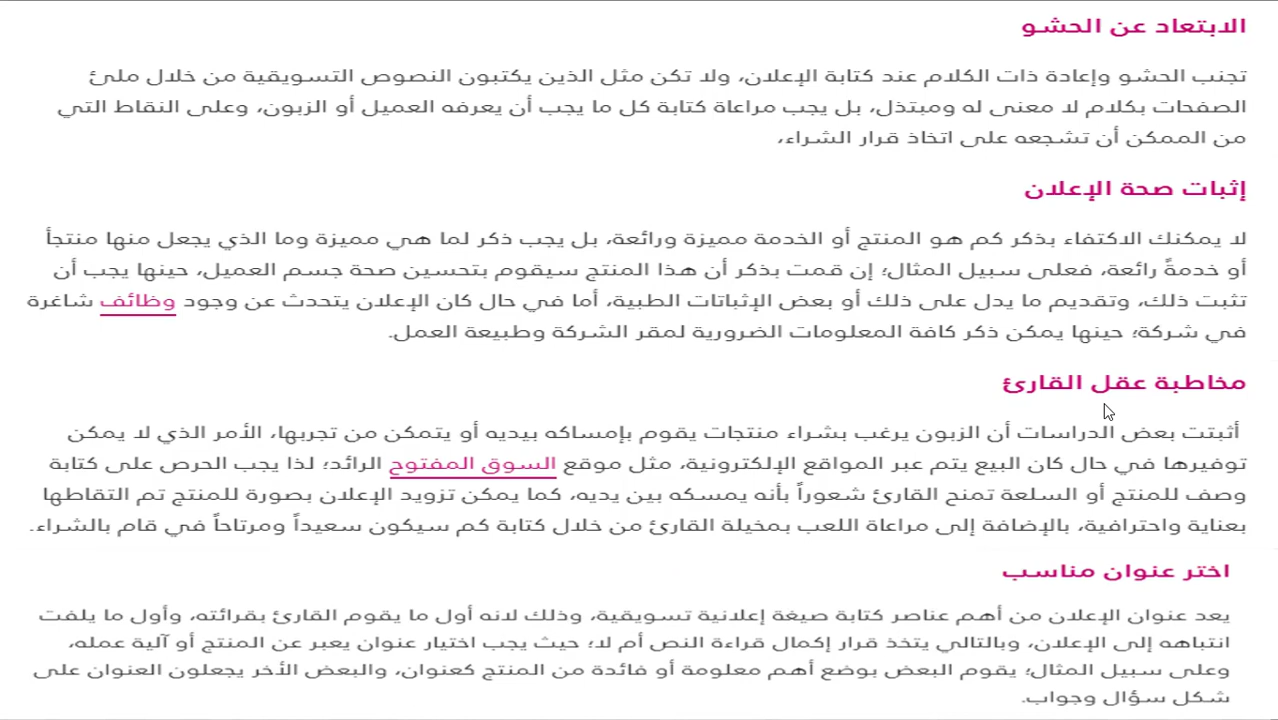 الابتعاد عن الحشو
تجنب الحشو وإعادة ذات الكلام عند كتابة الإعلان، ولا تكن مثل الذين يكتبون النصوص التسويقية من خلال ملئ
الصفحات بكلام لا معنى له ومبتذل، بل يجب مراعاة كتابة كل ما يجب أن يعرفه العميل أو الزبون، وعلى النقاط التي
من الممكن أن تشجعه على اتخاذ قرار الشراء،
إثبات صحة الإعلان
لا يمكنك الاكتفاء بذكر كم هو المنتج أو الخدمة مميزة ورائعة، بل يجب ذكر لما هي مميزة وما الذي يجعل منها منتجاً
أو خدمةً رائعة، فعلى سبيل المثال؛ إن قمت بذكر أن هذا المنتج سيقوم بتحسين صحة جسم العميل، حينها يجب أن
تثبت ذلك، وتقديم ما يدل على ذلك أو بعض الإثباتات الطبية، أما في حال كان الإعلان يتحدث عن وجود وظائف شاغرة
في شركة؛ حينها يمكن ذكر كافة المعلومات الضرورية لمقر الشركة وطبيعة العمل.
مخاطبة عقل القارئ
أثبتت بعض الدراسات أن الزبون يرغب بشراء منتجات يقوم بإمساكه بيديه أو يتمكن من تجربها، الأمر الذي لا يمكن
توفيرها في حال كان البيع يتم عبر المواقع الإلكترونية، مثل موقع السوق المفتوح الرائد؛ لذا يجب الحرص على كتابة
وصف للمنتج أو السلعة تمنح القارئ شعوراً بأنه يمسكه بين يديه، كما يمكن تزويد الإعلان بصورة للمنتج تم التقاطها
بعناية واحترافية، بالإضافة إلى مراعاة اللعب بمخيلة القارئ من خلال كتابة كم سيكون سعيداً ومرتاحاً في قام بالشراء.
اختر عنوان مناسب
يعد عنوان الإعلان من أهم عناصر كتابة صيغة إعلانية تسويقية، وذلك لانه أول ما يقوم القارئ بقرائته، وأول ما يلفت
انتباهه إلى الإعلان، وبالتالي يتخذ قرار إكمال قراءة النص أم لا؛ حيث يجب اختيار عنوان يعبر عن المنتج أو آلية عمله،
وعلى سبيل المثال؛ يقوم البعض بوضع أهم معلومة أو فائدة من المنتج كعنوان، والبعض الأخر يجعلون العنوان على
شكل سؤال وجواب.